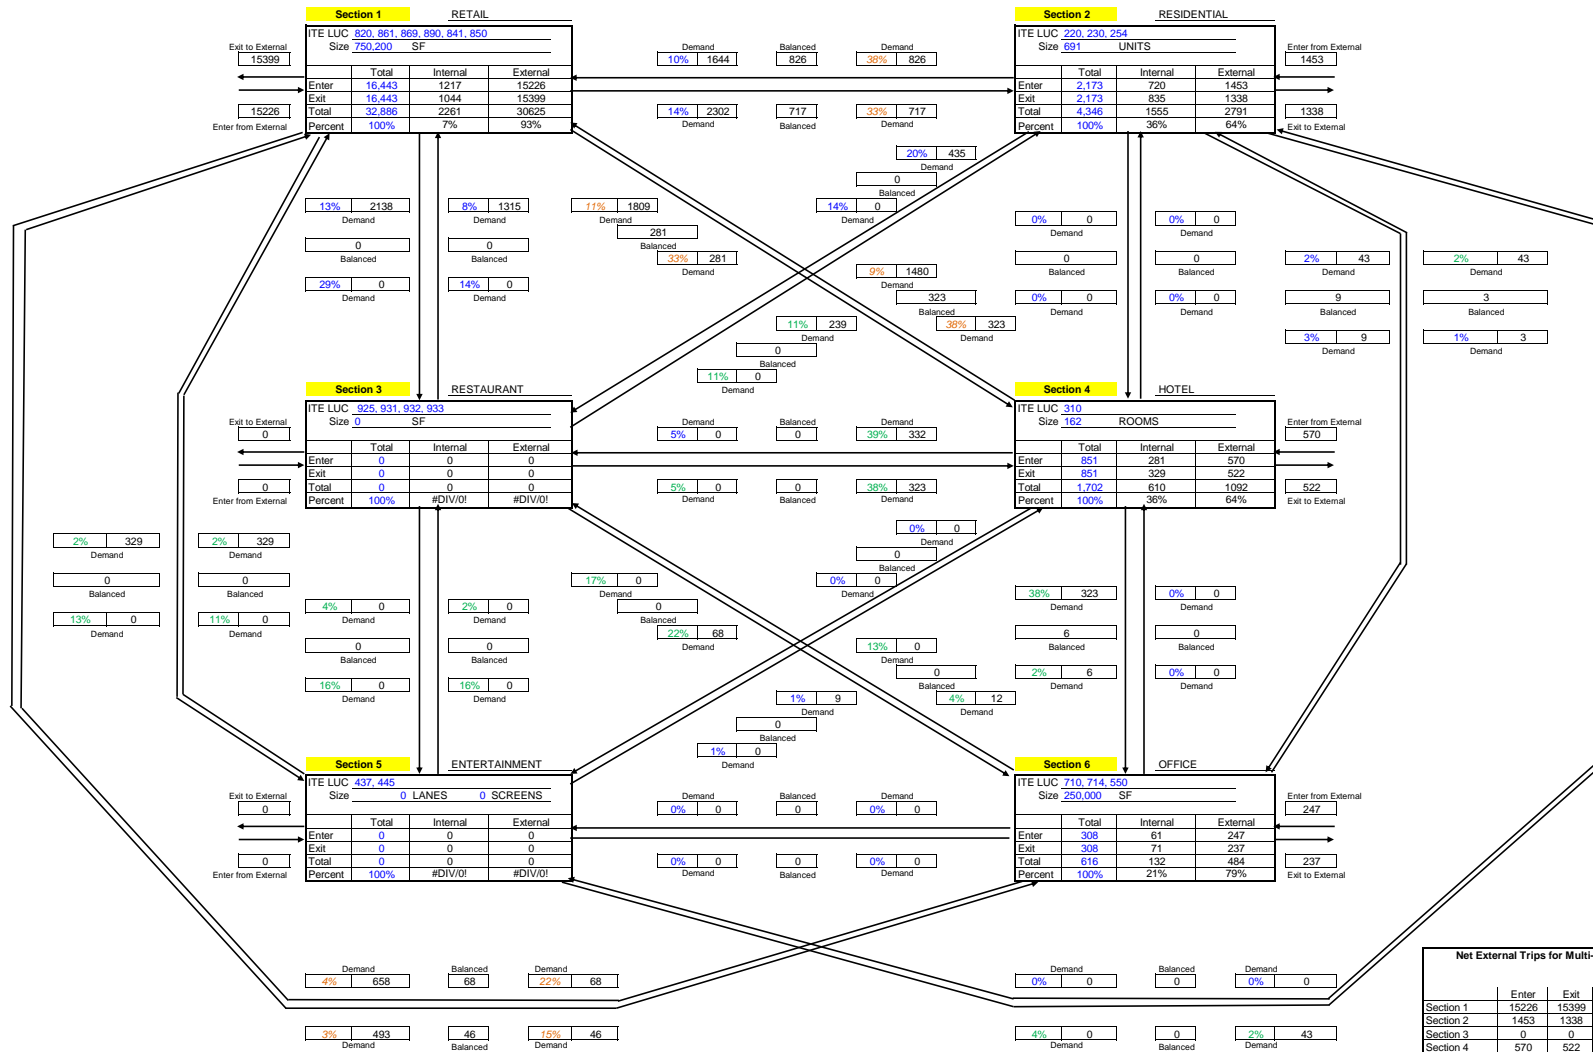 Section 1 RETAIL
ITE LUC 820, 861, 869, 890, 841, 850
Size 750,200 SF
Total Internal External
Enter 16,443 1217 15226
Exit 16,443 1044 15399
Total 32,886 2261 30625
Percent 100% 7% 93%
Exit to External
15399
15226
Enter from External
Demand Balanced Demand
10% 1644 826 38% 826
14% 2302 717 33% 717
Demand Balanced Demand
Section 2 RESIDENTIAL
ITE LUC 220, 230, 254
Size 691 UNITS
Total Internal External
Enter 2,173 720 1453
Exit 2,173 835 1338
Total 4,346 1555 2791
Percent 100% 36% 64%
Enter from External
1453
1338
Exit to External
20% 435
Demand
0
Balanced
14% 0
Demand
13% 2138
Demand
0
Balanced
29% 0
Demand
8% 1315
Demand
0
Balanced
14% 0
Demand
11% 1809
Demand
281
Balanced
33% 281
Demand
9% 1480
Demand
323
Balanced
38% 323
Demand
11% 239
Demand
0
Balanced
11% 0
Demand
0% 0
Demand
0
Balanced
0% 0
Demand
0% 0
Demand
0
Balanced
0% 0
Demand
2% 43
Demand
9
Balanced
3% 9
Demand
2% 43
Demand
3
Balanced
1% 3
Demand
Section 3 RESTAURANT
ITE LUC 925, 931, 932, 933
Size 0 SF
Total Internal External
Enter 0 0 0
Exit 0 0 0
Total 0 0 0
Percent 100% #DIV/0! #DIV/0!
Exit to External
0
0
Enter from External
5% 0 0 39% 332
Demand Balanced Demand
5% 0 0 38% 323
Demand Balanced Demand
Section 4 HOTEL
ITE LUC 310
Size 162 ROOMS
Total Internal External
Enter 851 281 570
Exit 851 329 522
Total 1,702 610 1092
Percent 100% 36% 64%
Enter from External
570
522
Exit to External
2% 329
Demand
0
Balanced
13% 0
Demand
2% 329
Demand
0
Balanced
11% 0
Demand
4% 0
Demand
0
Balanced
16% 0
Demand
2% 0
Demand
0
Balanced
16% 0
Demand
17% 0
Demand
0
Balanced
22% 68
Demand
0% 0
Demand
0
Balanced
0% 0
Demand
13% 0
Demand
0
Balanced
4% 12
Demand
1% 9
Demand
0
Balanced
1% 0
Demand
38% 323
Demand
6
Balanced
2% 6
Demand
0% 0
Demand
0
Balanced
0% 0
Demand
Section 5 ENTERTAINMENT
ITE LUC 437, 445
Size 0 LANES 0 SCREENS
Total Internal External
Enter 0 0 0
Exit 0 0 0
Total 0 0 0
Percent 100% #DIV/0! #DIV/0!
Exit to External
0
0
Enter from External
Demand Balanced Demand
0% 0 0 0% 0
0% 0 0 0% 0
Demand Balanced Demand
Section 6 OFFICE
ITE LUC 710, 714, 550
Size 250,000 SF
Total Internal External
Enter 308 61 247
Exit 308 71 237
Total 616 132 484
Percent 100% 21% 79%
Enter from External
247
237
Exit to External
Demand Balanced Demand
4% 658 68 22% 68
3% 493 46 15% 46
Demand Balanced Demand
Demand Balanced Demand
0% 0 0 0% 0
4% 0 0 2% 43
Demand Balanced Demand
Net External Trips for Multi-
Enter Exit
Section 1 15226 15399
Section 2 1453 1338
Section 3 0 0
Section 4 570 522